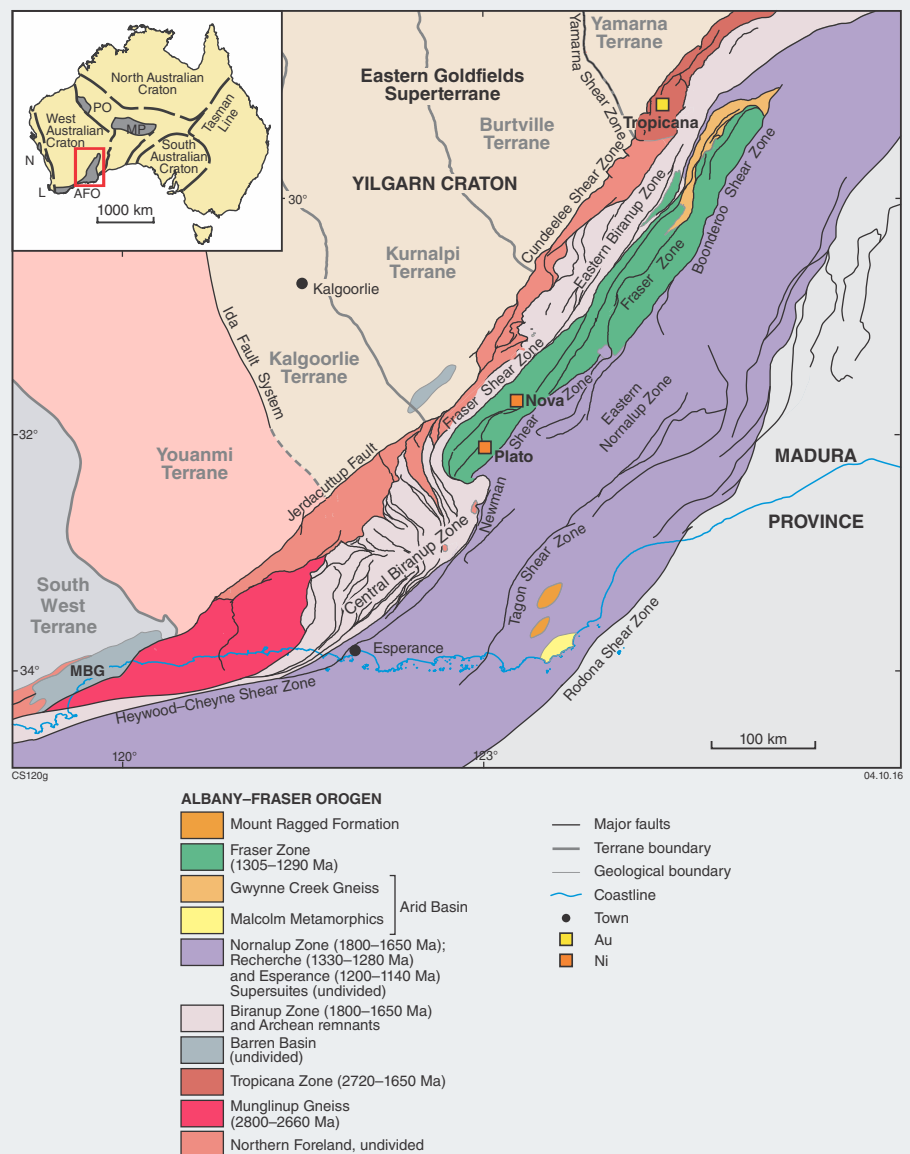 North Australian
Craton
PO
West
Australian
Craton
MP
Tasman
Line
South
Australian
Craton
N
L
AFO
1000 km
Yamarna
Terrane
Yamarna Shear Zone
Eastern Goldfields
Superterrane
Burtville
Terrane
Tropicana
YILGARN CRATON
30°
Cundeelee Shear Zone
Eastern Biranup Zone
Boonderoo Shear Zone
Fraser Zone
Kurnalpi
Terrane
Kalgoorlie
Ida Fault System
Kalgoorlie
Terrane
Fraser Shear Zone
Nova
Newman Shear Zone
Eastern
Nornalup Zone
32°
Plato
Youanmi
Terrane
Jerdacuttup Fault
MADURA
PROVINCE
Central Biranup Zone
Tagon Shear Zone
South
West
Terrane
Esperance
Rodona Shear Zone
MBG
34°
Heywood–Cheyne Shear Zone
100 km
120°
123°
CS120g
04.10.16
ALBANY–FRASER OROGEN
Mount Ragged Formation
Fraser Zone
(1305–1290 Ma)
Gwynne Creek Gneiss
Arid Basin
Malcolm Metamorphics
Nornalup Zone (1800–1650 Ma);
Recherche (1330–1280 Ma)
and Esperance (1200–1140 Ma)
Supersuites (undivided)
Biranup Zone (1800–1650 Ma)
and Archean remnants
Barren Basin
(undivided)
Tropicana Zone (2720–1650 Ma)
Munglinup Gneiss
(2800–2660 Ma)
Northern Foreland, undivided
Major faults
Terrane boundary
Geological boundary
Coastline
Town
Au
Ni